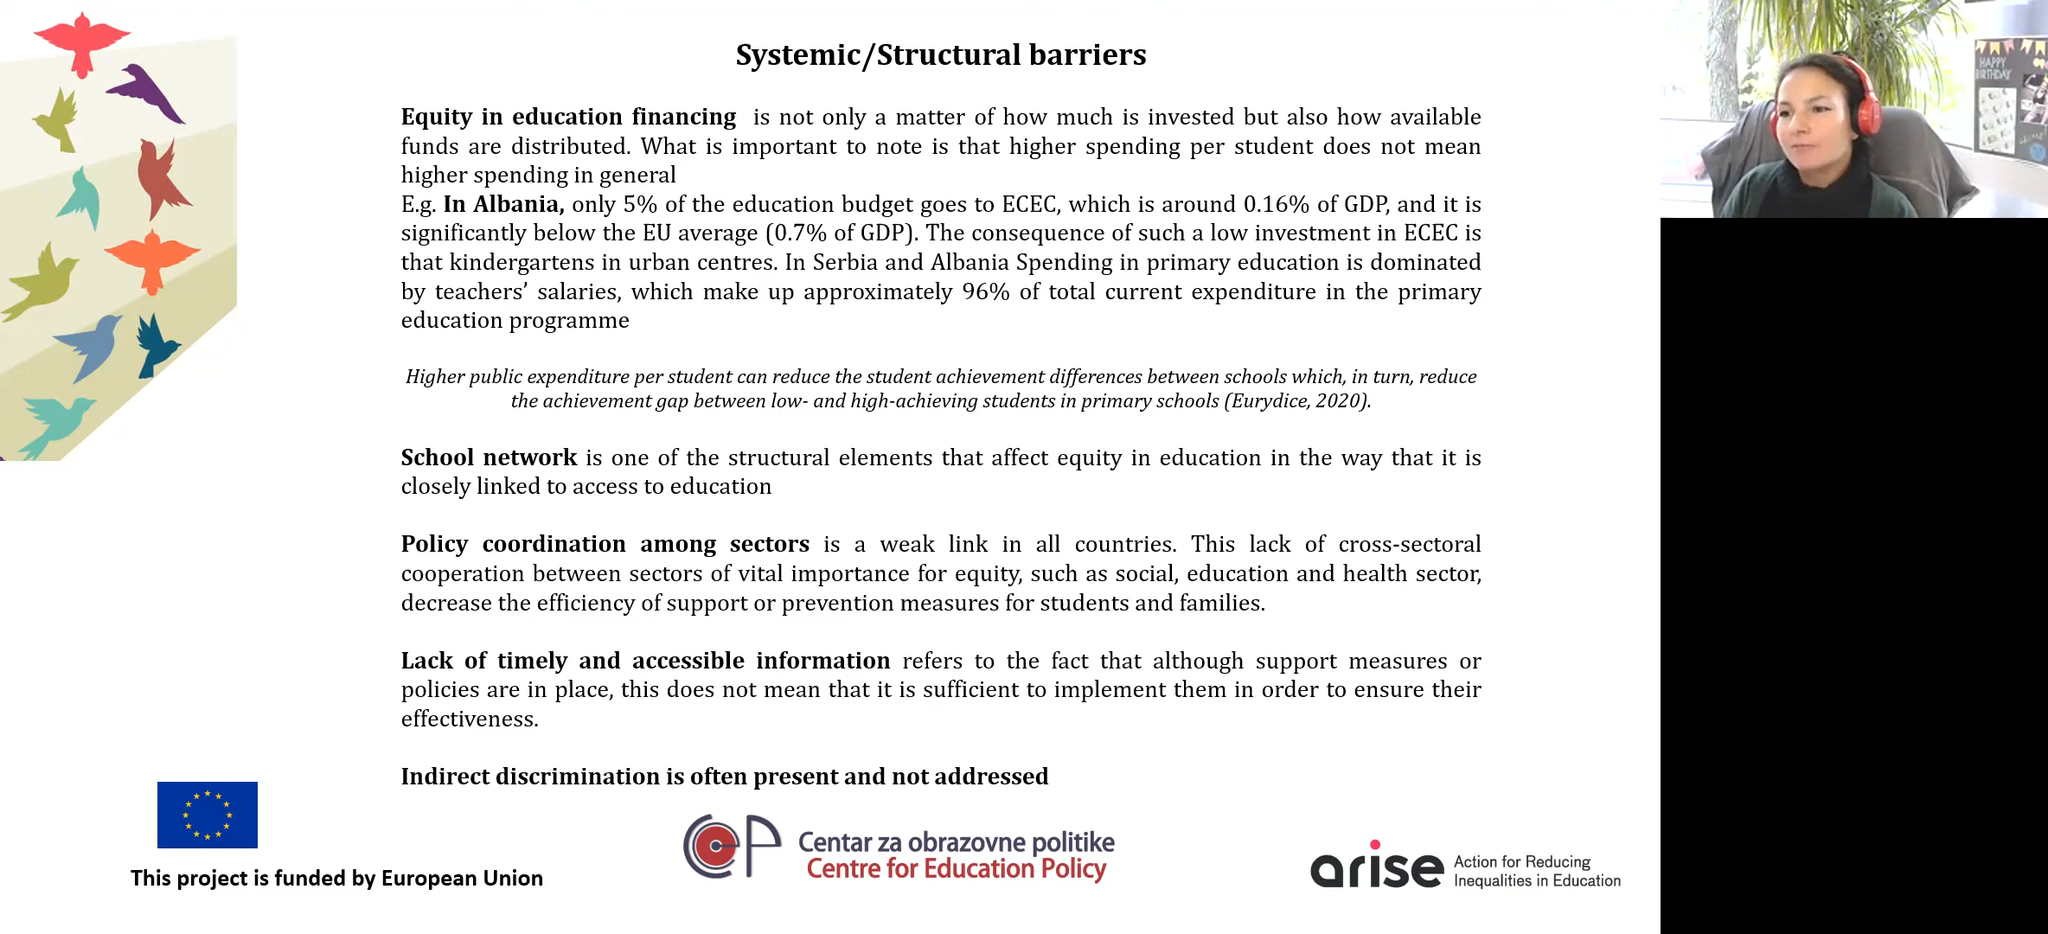 Systemic/Structural barriers
Equity in education financing is not only a matter of how much is invested but also how available
funds are distributed. What is important to note is that higher spending per student does not mean
higher spending in general
E.g. In Albania, only 5% of the education budget goes to ECEC, which is around 0.16% of GDP, and it is
significantly below the EU average (0.7% of GDP). The consequence of such a low investment in ECEC is
that kindergartens in urban centres. In Serbia and Albania Spending in primary education is dominated
by teachers’ salaries, which make up approximately 96% of total current expenditure in the primary
education programme
Higher public expenditure per student can reduce the student achievement differences between schools which, in turn, reduce
the achievement gap between low- and high-achieving students in primary schools (Eurydice, 2020).
School network is one of the structural elements that affect equity in education in the way that it is
closely linked to access to education
Policy coordination among sectors is a weak link in all countries. This lack of cross-sectoral
cooperation between sectors of vital importance for equity, such as social, education and health sector,
decrease the efficiency of support or prevention measures for students and families.
Lack of timely and accessible information refers to the fact that although support measures or
policies are in place, this does not mean that it is sufficient to implement them in order to ensure their
effectiveness.
Indirect discrimination is often present and not addressed
This project is funded by European Union
Centar za obrazovne politike
Centre for Education Policy
arise
Action for Reducing
Inequalities in Education
HAPPY
BIRTHDAY